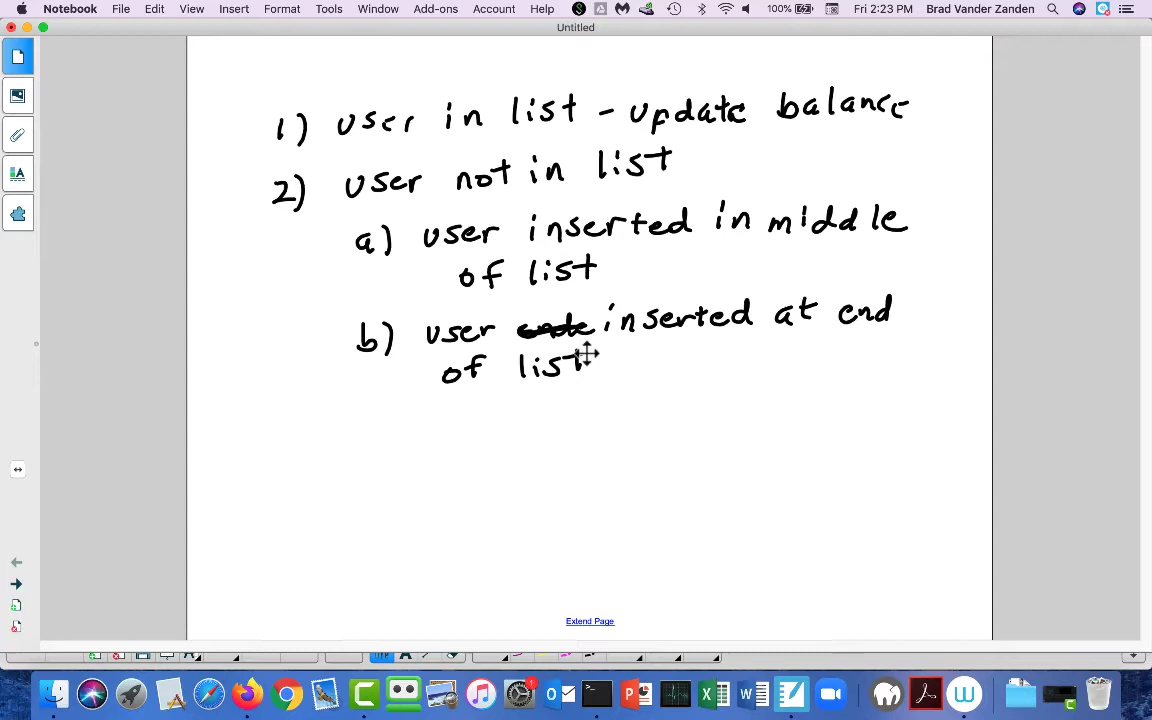 Notebook File Edit View Insert Format Tools Window Add-ons Account Help 100% Fri 2:23 PM Brad Vander Zanden
Untitled
1) user in list - update balance
2) user not in list
a) user inserted in middle
of list
b) user inserted at end
of list
Extend Page